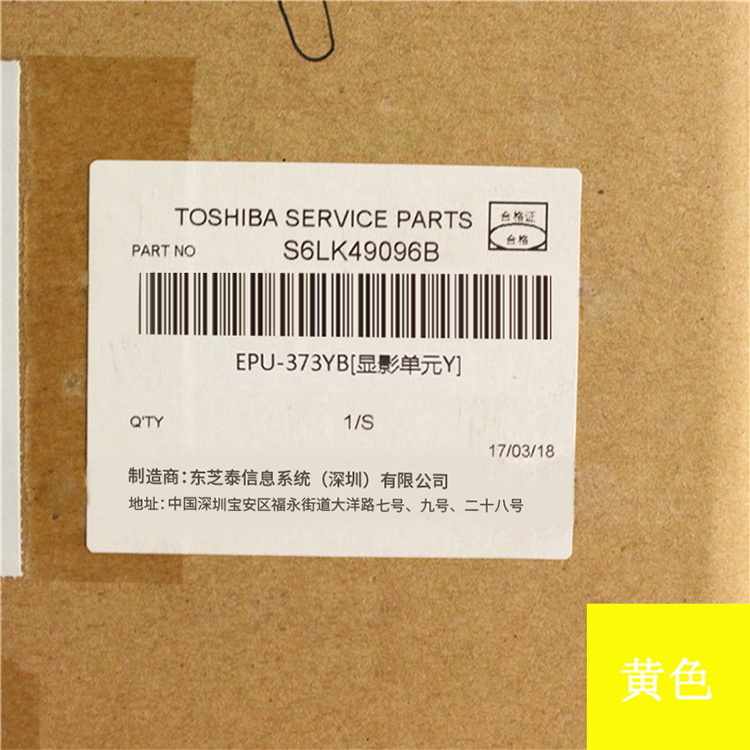 TOSHIBA SERVICE PARTS
合格证
合格
PART NO S6LK49096B
EPU-373YB[显影单元Y]
Q'TY 1/S
17/03/18
制造商：东芝泰信息系统（深圳）有限公司
地址：中国深圳宝安区福永街道大洋路七号、九号、二十八号
黄色